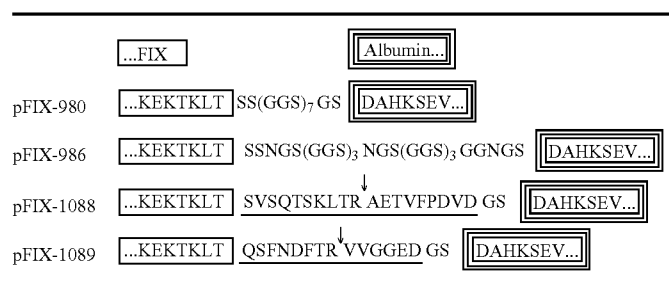 ...FIX Albumin...
pFIX-980 ...KEKTKLT SS(GGS)₇ GS DAHKSEV...
pFIX-986 ...KEKTKLT SSNGS(GGS)₃ NGS(GGS)₃ GGNGS DAHKSEV...
↓
pFIX-1088 ...KEKTKLT SVSQTSKLTR AETVFPDVD GS DAHKSEV...
↓
pFIX-1089 ...KEKTKLT QSFNDFTR VVGGED GS DAHKSEV...